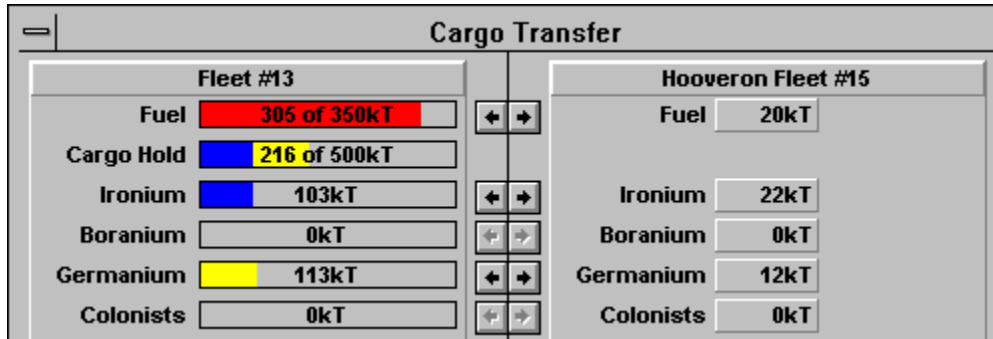 Cargo Transfer
Fleet #13
Hooveron Fleet #15
Fuel 305 of 350kT
Fuel 20kT
Cargo Hold 216 of 500kT
Ironium 103kT
Ironium 22kT
Boranium 0kT
Boranium 0kT
Germanium 113kT
Germanium 12kT
Colonists 0kT
Colonists 0kT